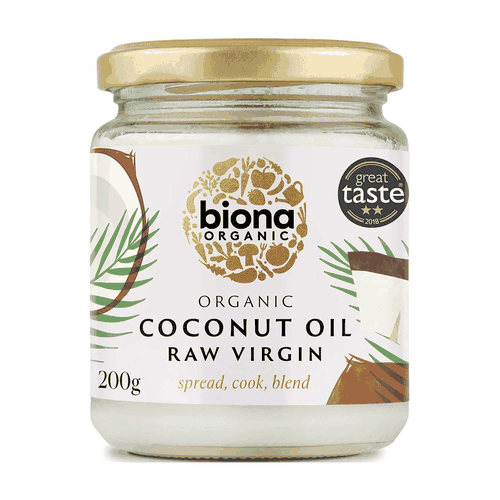 biona
ORGANIC
great
taste
2018
ORGANIC
COCONUT OIL
RAW VIRGIN
200g
spread, cook, blend